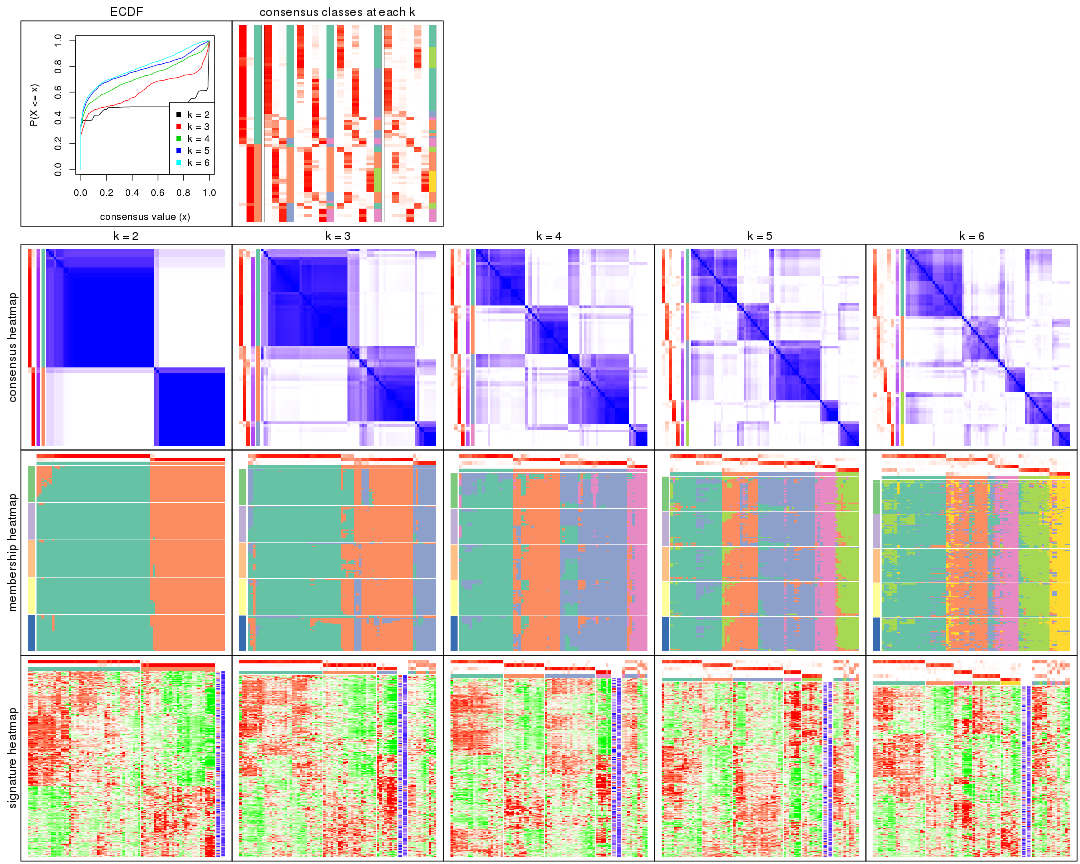 ECDF
consensus classes at each k
P(X <= x)
0.0 0.2 0.4 0.6 0.8 1.0
k = 2
k = 3
k = 4
k = 5
k = 6
0.0 0.2 0.4 0.6 0.8 1.0
consensus value (x)
k = 2
k = 3
k = 4
k = 5
k = 6
consensus heatmap
membership heatmap
signature heatmap